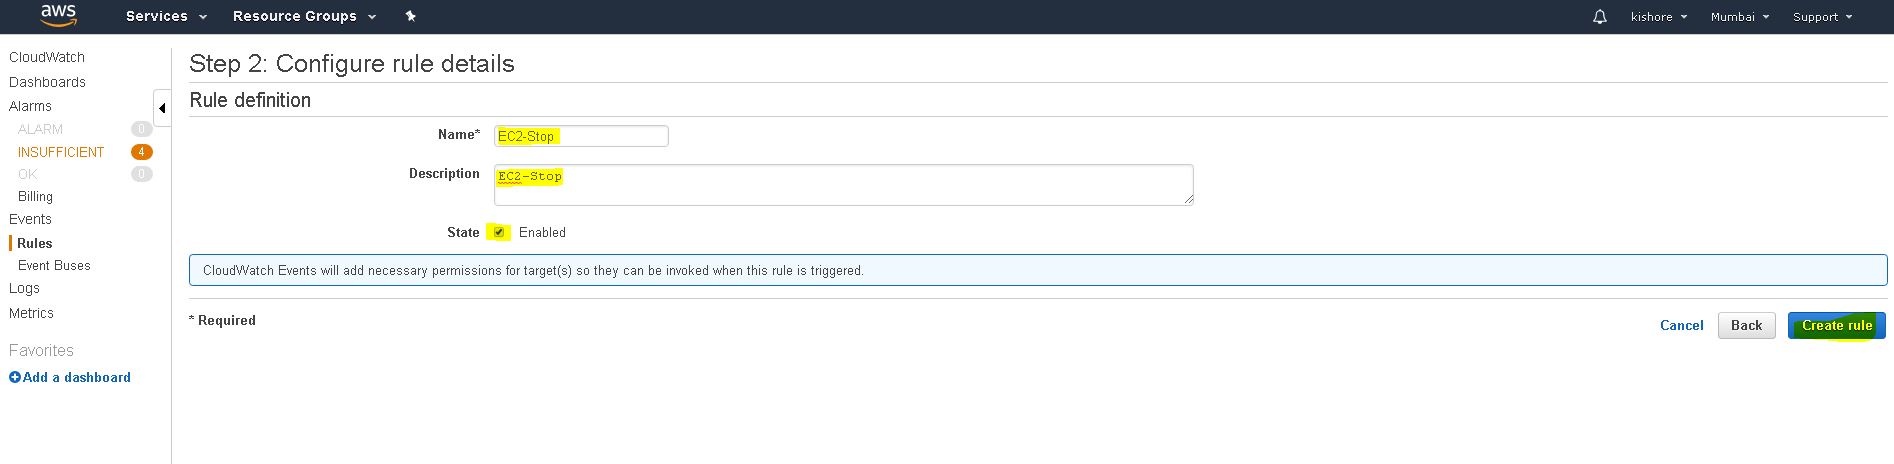 aws
Services
Resource Groups
kishore
Mumbai
Support
CloudWatch
Dashboards
Alarms
ALARM 0
INSUFFICIENT 4
OK 0
Billing
Events
Rules
Event Buses
Logs
Metrics
Favorites
Add a dashboard
Step 2: Configure rule details
Rule definition
Name* EC2-Stop
Description EC2-Stop
State Enabled
CloudWatch Events will add necessary permissions for target(s) so they can be invoked when this rule is triggered.
* Required
Cancel
Back
Create rule